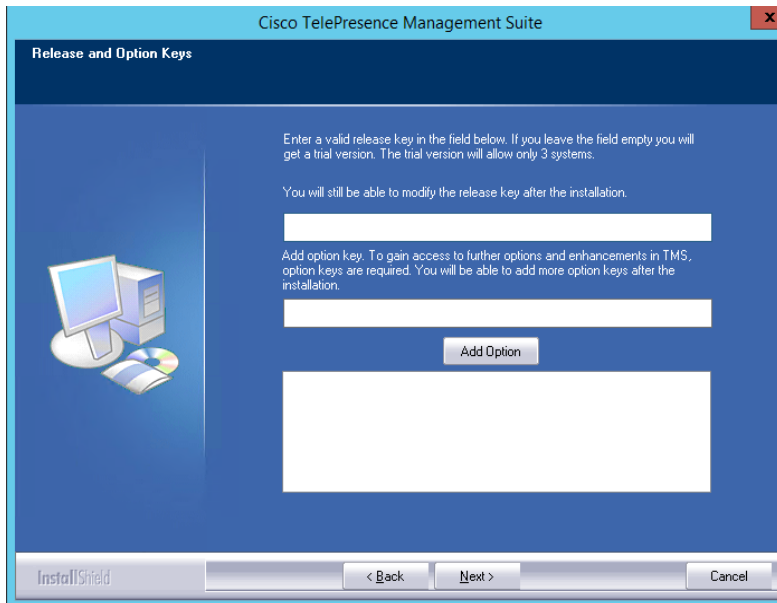 Cisco TelePresence Management Suite
x
Release and Option Keys
Enter a valid release key in the field below. If you leave the field empty you will
get a trial version. The trial version will allow only 3 systems.
You will still be able to modify the release key after the installation.
Add option key. To gain access to further options and enhancements in TMS,
option keys are required. You will be able to add more option keys after the
installation.
Add Option
InstallShield
< Back
Next >
Cancel